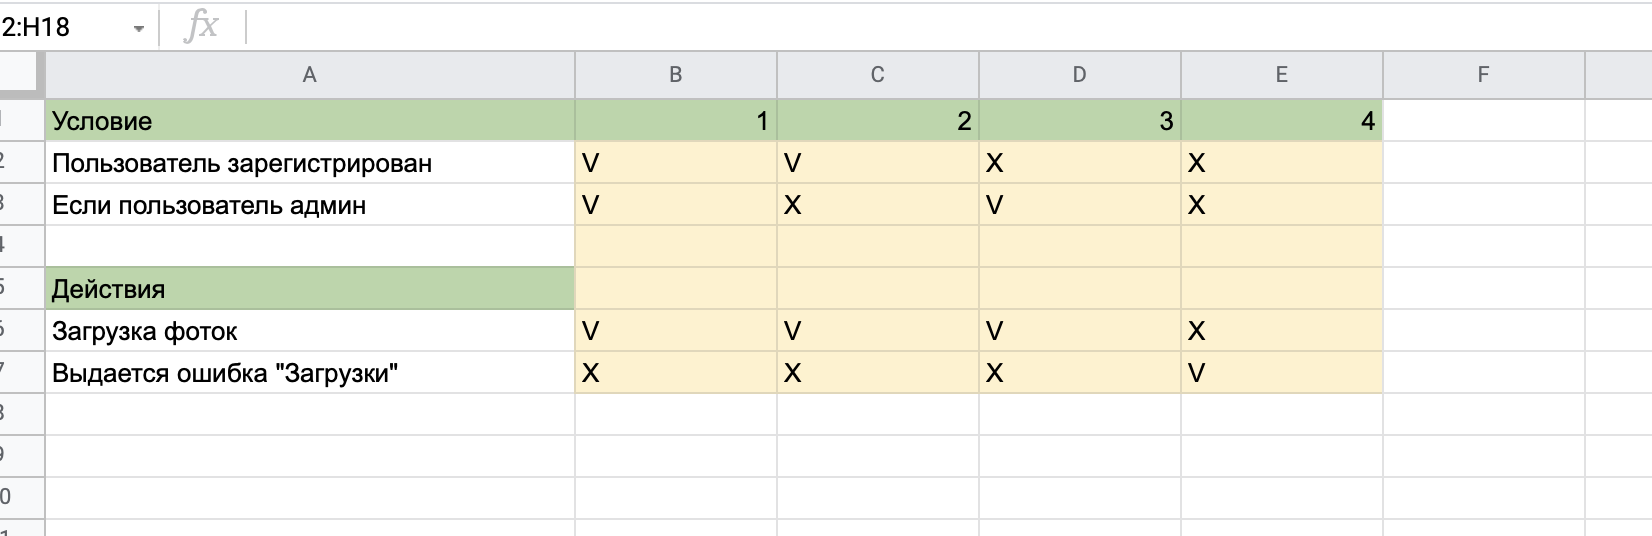 2:H18 fx
A B C D E F
1 Условие 1 2 3 4
2 Пользователь зарегистрирован V V X X
3 Если пользователь админ V X V X
4
5 Действия
6 Загрузка фоток V V V X
7 Выдается ошибка "Загрузки" X X X V
8
9
0
1